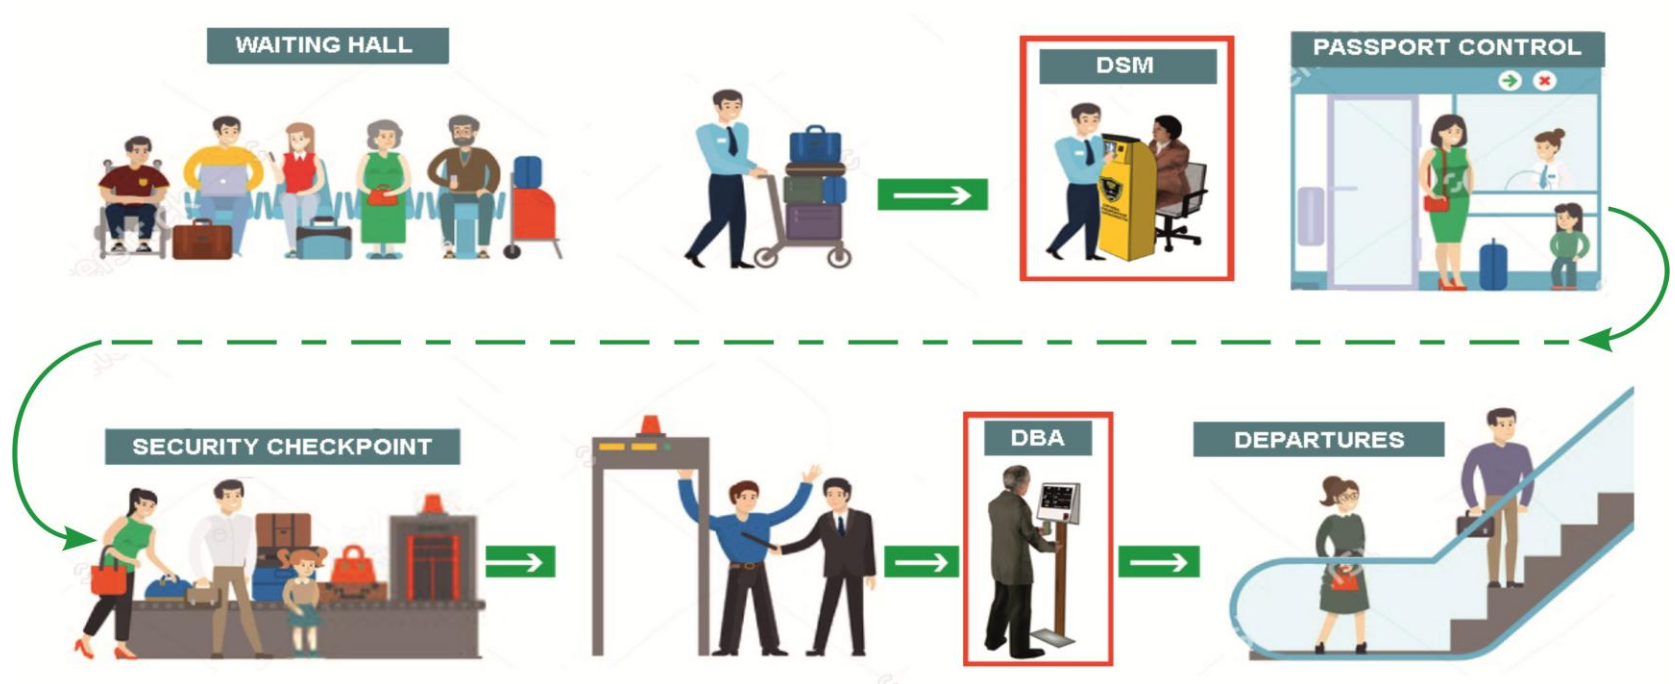 WAITING HALL
DSM
PASSPORT CONTROL
SECURITY CHECKPOINT
DBA
DEPARTURES